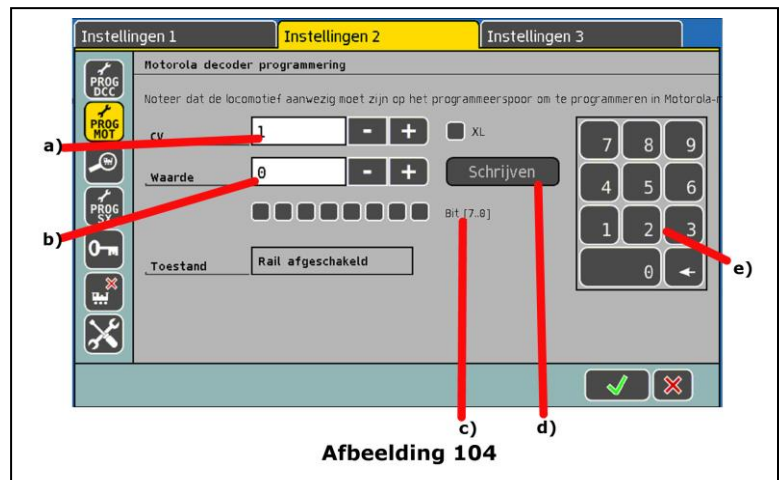 Instellingen 1 Instellingen 2 Instellingen 3
Motorola decoder programmering
Noteer dat de locomotief aanwezig moet zijn op het programmeerspoor om te programmeren in Motorola-
PROG DCC
PROG MOT
PROG SX
a)
CV 1 - + XL
b)
Waarde 0 - + Schrijven
Bit [7..0]
Toestand Rail afgeschakeld
7 8 9
4 5 6
1 2 3
0
e)
c) d)
Afbeelding 104